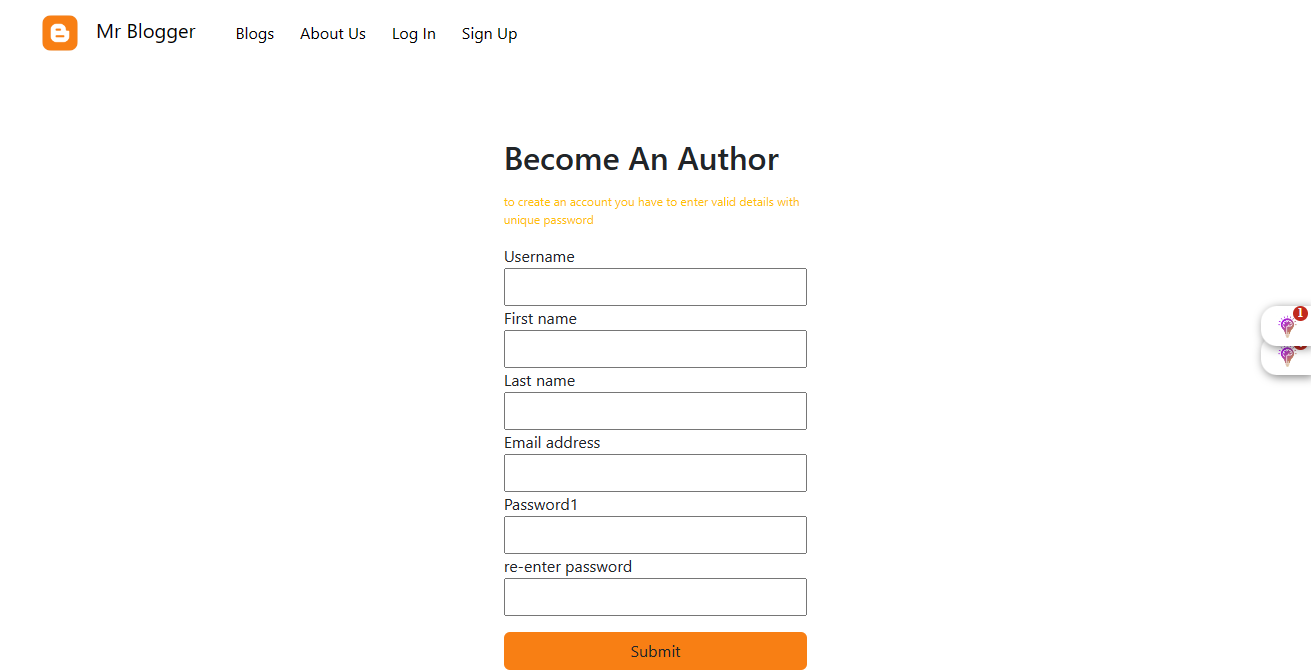 Mr Blogger Blogs About Us Log In Sign Up
Become An Author
to create an account you have to enter valid details with
unique password
Username
First name
1
Last name
Email address
Password1
re-enter password
Submit